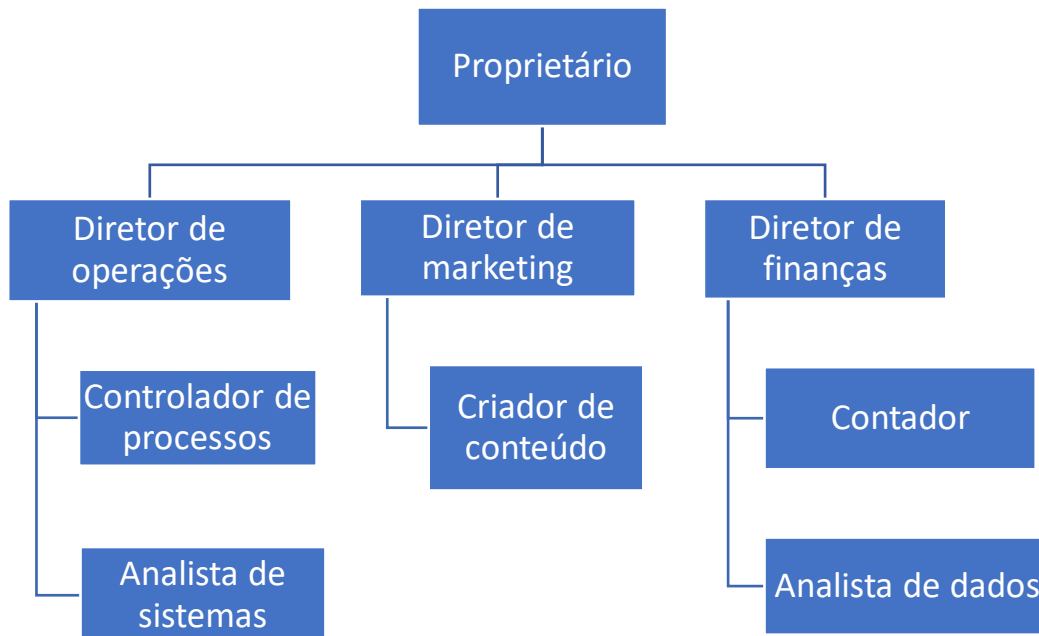 Proprietário
Diretor de
operações
Diretor de
marketing
Diretor de
finanças
Controlador de
processos
Criador de
conteúdo
Contador
Analista de
sistemas
Analista de dados